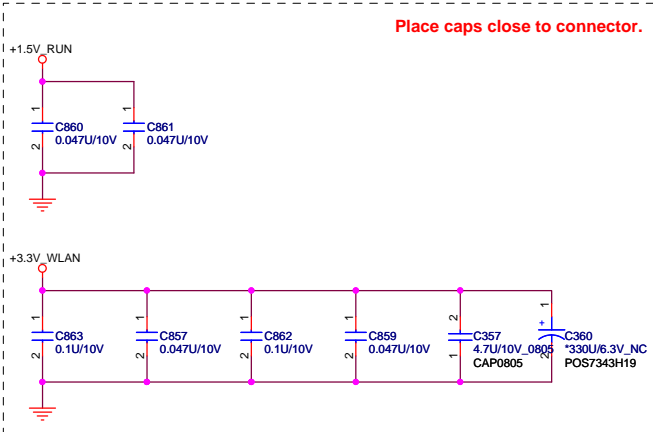 Place caps close to connector.
+1.5V_RUN
1
1
C860
C861
0.047U/10V
0.047U/10V
2
2
+3.3V_WLAN
1
1
1
1
2
1
+
C863
C857
C862
C859
C357
C360
0.1U/10V
0.047U/10V
0.1U/10V
0.047U/10V
4.7U/10V_0805
*330U/6.3V_NC
2
2
2
2
1
2
CAP0805
POS7343H19